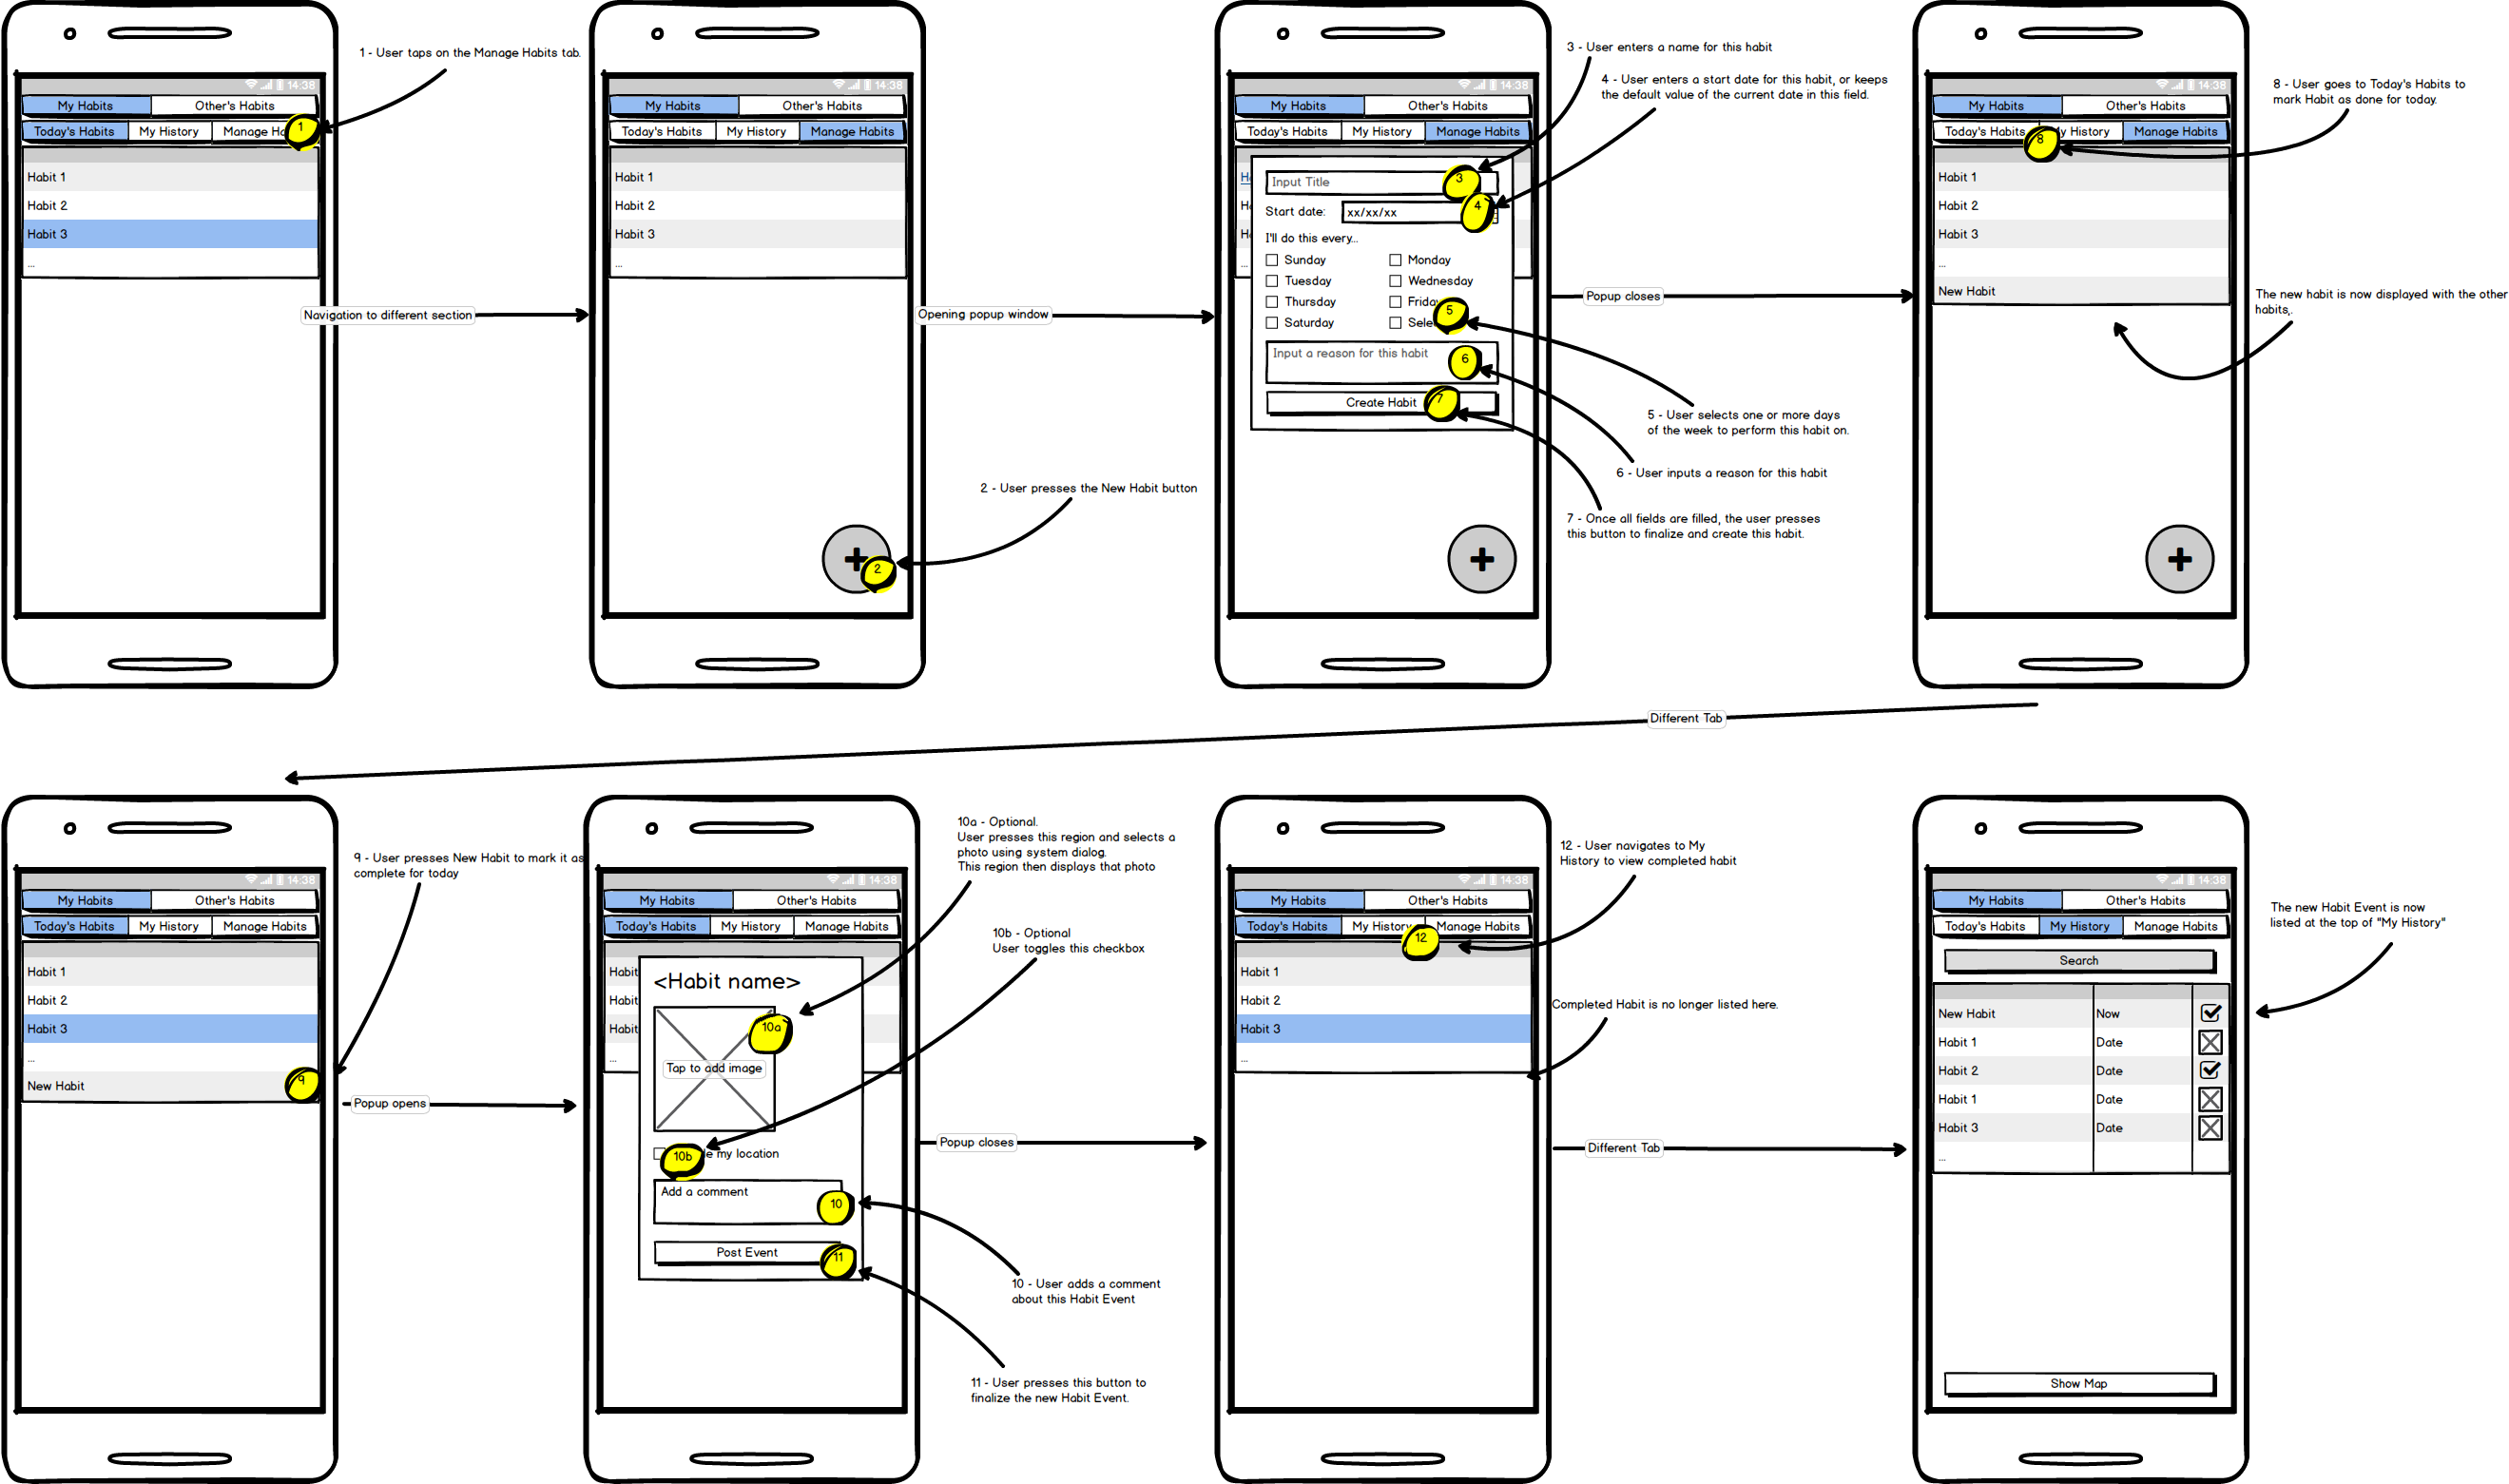 14:38
My Habits
Other's Habits
Today's Habits
My History
Manage Ha
1
Habit 1
Habit 2
Habit 3
...
1 - User taps on the Manage Habits tab.
Navigation to different section
14:38
My Habits
Other's Habits
Today's Habits
My History
Manage Habits
Habit 1
Habit 2
Habit 3
...
2
2 - User presses the New Habit button
Opening popup window
14:38
My Habits
Other's Habits
Today's Habits
My History
Manage Habits
Input Title
3
Start date:
xx/xx/xx
4
I'll do this every...
Sunday
Monday
Tuesday
Wednesday
Thursday
Friday
Saturday
Sele
5
Input a reason for this habit
6
Create Habit
7
...
3 - User enters a name for this habit
4 - User enters a start date for this habit, or keeps
the default value of the current date in this field.
Popup closes
5 - User selects one or more days
of the week to perform this habit on.
6 - User inputs a reason for this habit
7 - Once all fields are filled, the user presses
this button to finalize and create this habit.
14:38
My Habits
Other's Habits
Today's Habits
y History
Manage Habits
8
Habit 1
Habit 2
Habit 3
...
New Habit
8 - User goes to Today's Habits to
mark Habit as done for today.
The new habit is now displayed with the other
habits,.
Different Tab
14:38
My Habits
Other's Habits
Today's Habits
My History
Manage Habits
Habit 1
Habit 2
Habit 3
...
New Habit
9
9 - User presses New Habit to mark it as
complete for today
Popup opens
14:38
My Habits
Other's Habits
Today's Habits
My History
Manage Habits
Habit
Habit
Habit
...
<Habit name>
10a
Tap to add image
10b
e my location
Add a comment
10
Post Event
11
10a - Optional.
User presses this region and selects a
photo using system dialog.
This region then displays that photo
10b - Optional
User toggles this checkbox
Popup closes
10 - User adds a comment
about this Habit Event
11 - User presses this button to
finalize the new Habit Event.
14:38
My Habits
Other's Habits
Today's Habits
My History
Manage Habits
12
Habit 1
Habit 2
Habit 3
...
12 - User navigates to My
History to view completed habit
Completed Habit is no longer listed here.
Different Tab
14:38
My Habits
Other's Habits
Today's Habits
My History
Manage Habits
Search
New Habit Now
Habit 1 Date
Habit 2 Date
Habit 1 Date
Habit 3 Date
...
Show Map
The new Habit Event is now
listed at the top of "My History"